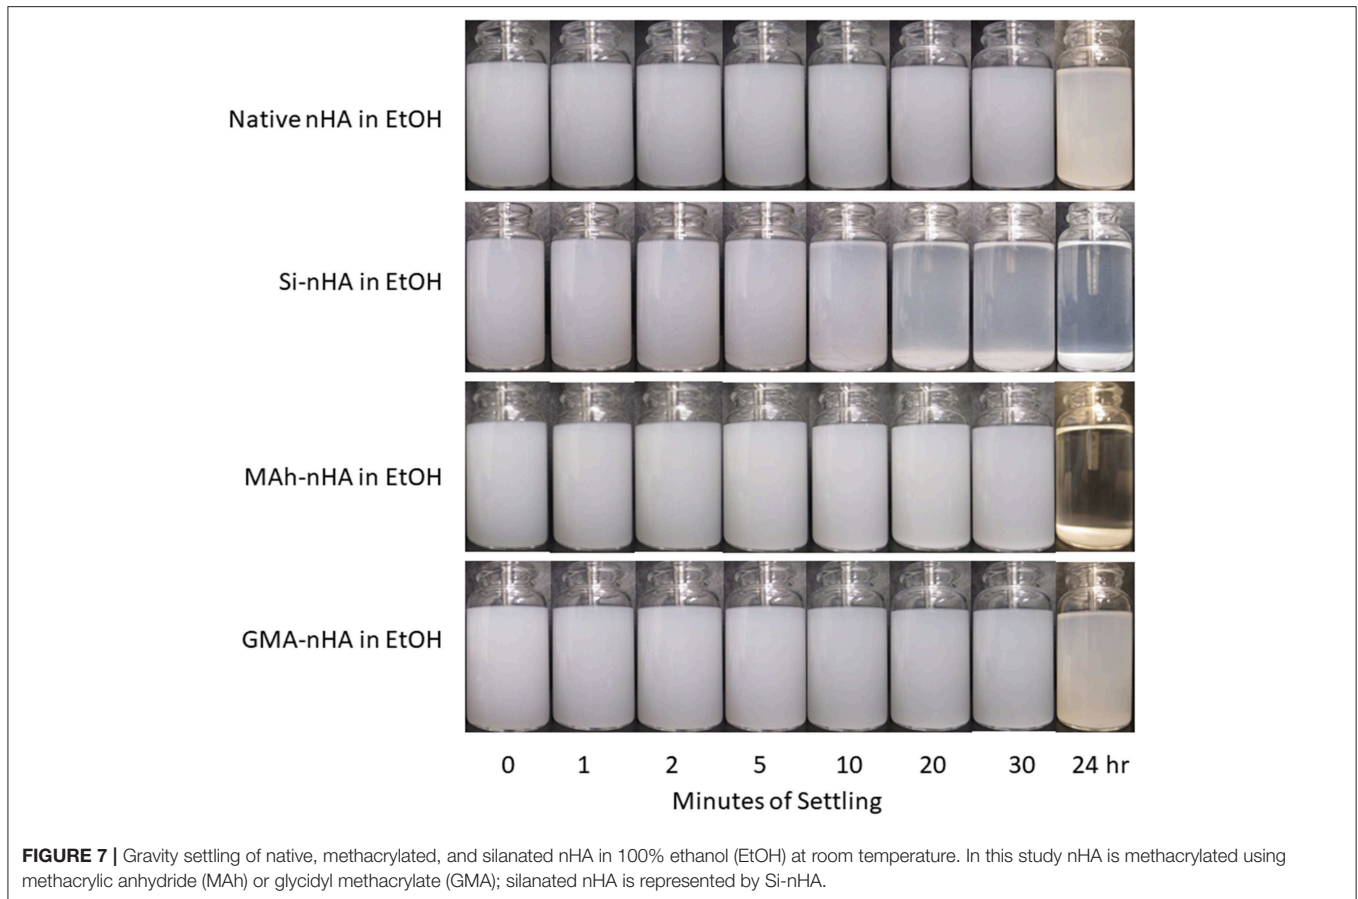 Native nHA in EtOH
Si-nHA in EtOH
MAh-nHA in EtOH
GMA-nHA in EtOH
0 1 2 5 10 20 30 24 hr
Minutes of Settling
FIGURE 7 | Gravity settling of native, methacrylated, and silanated nHA in 100% ethanol (EtOH) at room temperature. In this study nHA is methacrylated using
methacrylic anhydride (MAh) or glycidyl methacrylate (GMA); silanated nHA is represented by Si-nHA.